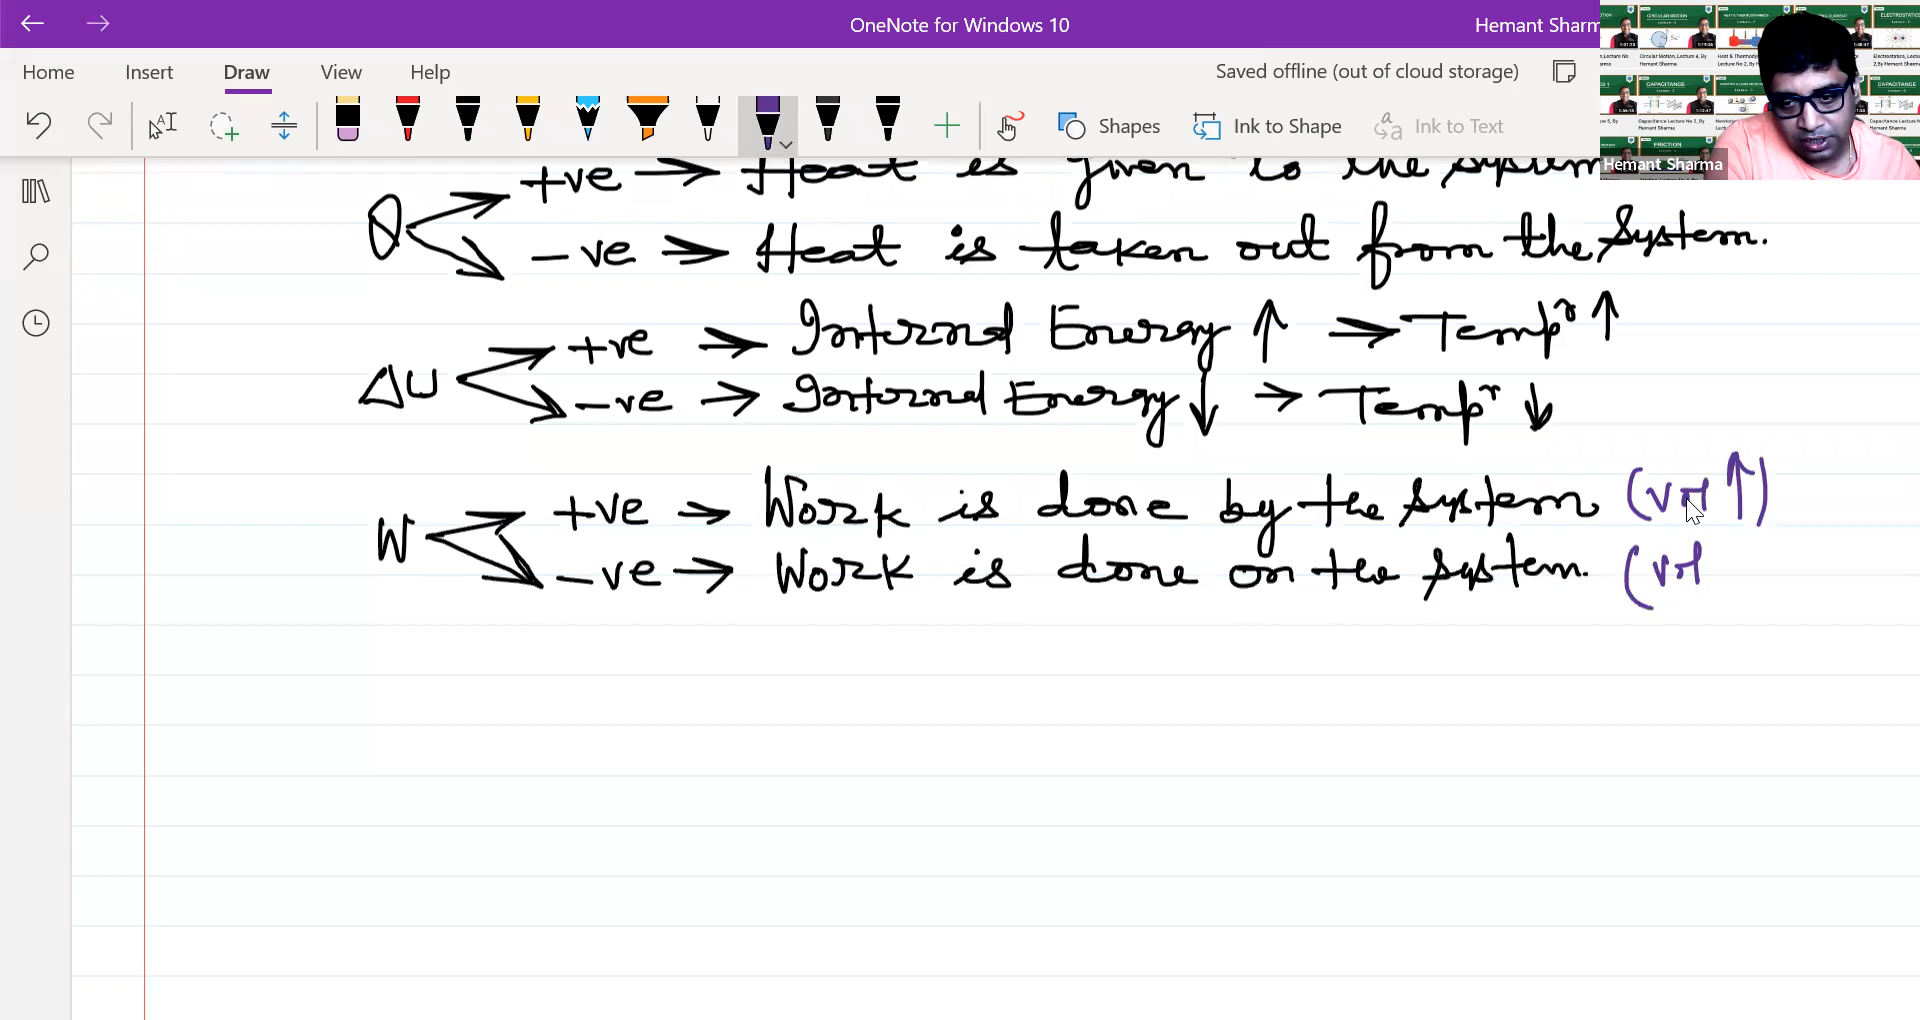 OneNote for Windows 10
Hemant Sharm
Home Insert Draw View Help
Saved offline (out of cloud storage)
Shapes Ink to Shape Ink to Text
Hemant Sharma
+ve → Heat is given to the system
Q
-ve → Heat is taken out from the System.
+ve → Internal Energy ↑ → Tempr ↑
ΔU
-ve → Internal Energy ↓ → Tempr ↓
+ve → Work is done by the system (vol ↑)
W
-ve → Work is done on the system. (vol